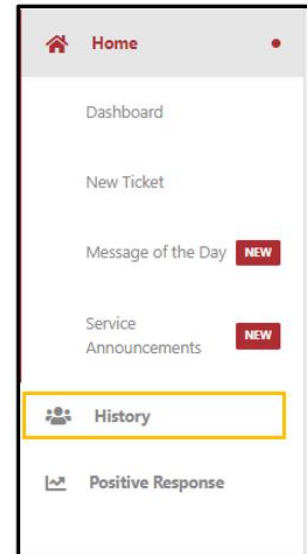 Home
Dashboard
New Ticket
Message of the Day NEW
Service
Announcements NEW
History
Positive Response